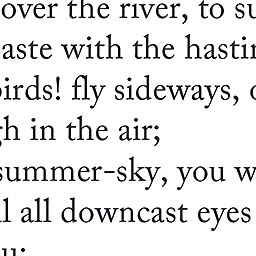 over the river, to su
aste with the hastin
birds! fly sideways, o
gh in the air;
summer-sky, you w
ll all downcast eyes